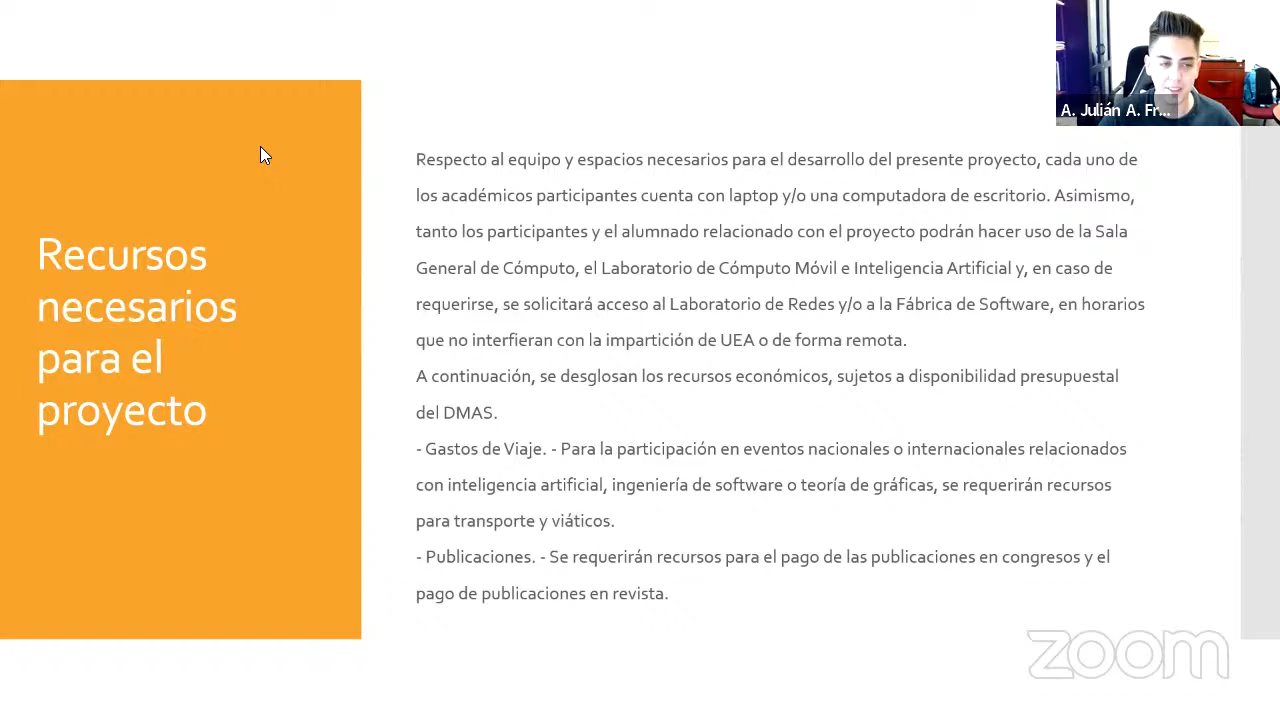 A. Julián A. Fr...
Recursos
necesarios
para el
proyecto
Respecto al equipo y espacios necesarios para el desarrollo del presente proyecto, cada uno de
los académicos participantes cuenta con laptop y/o una computadora de escritorio. Asimismo,
tanto los participantes y el alumnado relacionado con el proyecto podrán hacer uso de la Sala
General de Cómputo, el Laboratorio de Cómputo Móvil e Inteligencia Artificial y, en caso de
requerirse, se solicitará acceso al Laboratorio de Redes y/o a la Fábrica de Software, en horarios
que no interfieran con la impartición de UEA o de forma remota.
A continuación, se desglosan los recursos económicos, sujetos a disponibilidad presupuestal
del DMAS.
- Gastos de Viaje. - Para la participación en eventos nacionales o internacionales relacionados
con inteligencia artificial, ingeniería de software o teoría de gráficas, se requerirán recursos
para transporte y viáticos.
- Publicaciones. - Se requerirán recursos para el pago de las publicaciones en congresos y el
pago de publicaciones en revista.
zoom